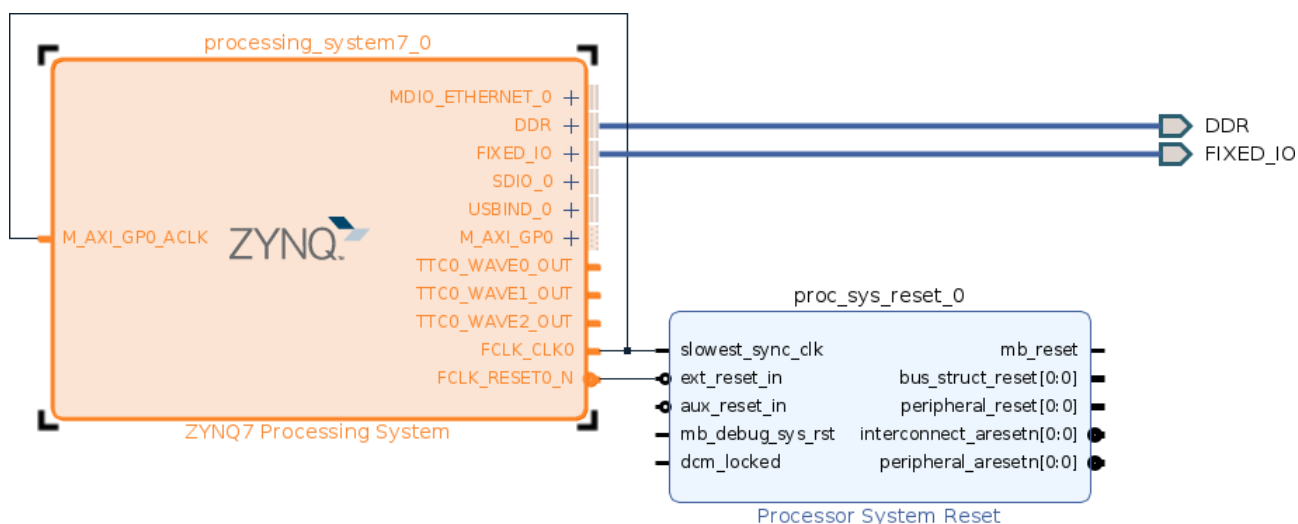 processing_system7_0
MDIO_ETHERNET_0
DDR
FIXED_IO
SDIO_0
USBIND_0
M_AXI_GP0
TTC0_WAVE0_OUT
TTC0_WAVE1_OUT
TTC0_WAVE2_OUT
FCLK_CLK0
FCLK_RESET0_N
M_AXI_GP0_ACLK
ZYNQ
ZYNQ7 Processing System
DDR
FIXED_IO
proc_sys_reset_0
slowest_sync_clk
ext_reset_in
aux_reset_in
mb_debug_sys_rst
dcm_locked
mb_reset
bus_struct_reset[0:0]
peripheral_reset[0:0]
interconnect_aresetn[0:0]
peripheral_aresetn[0:0]
Processor System Reset